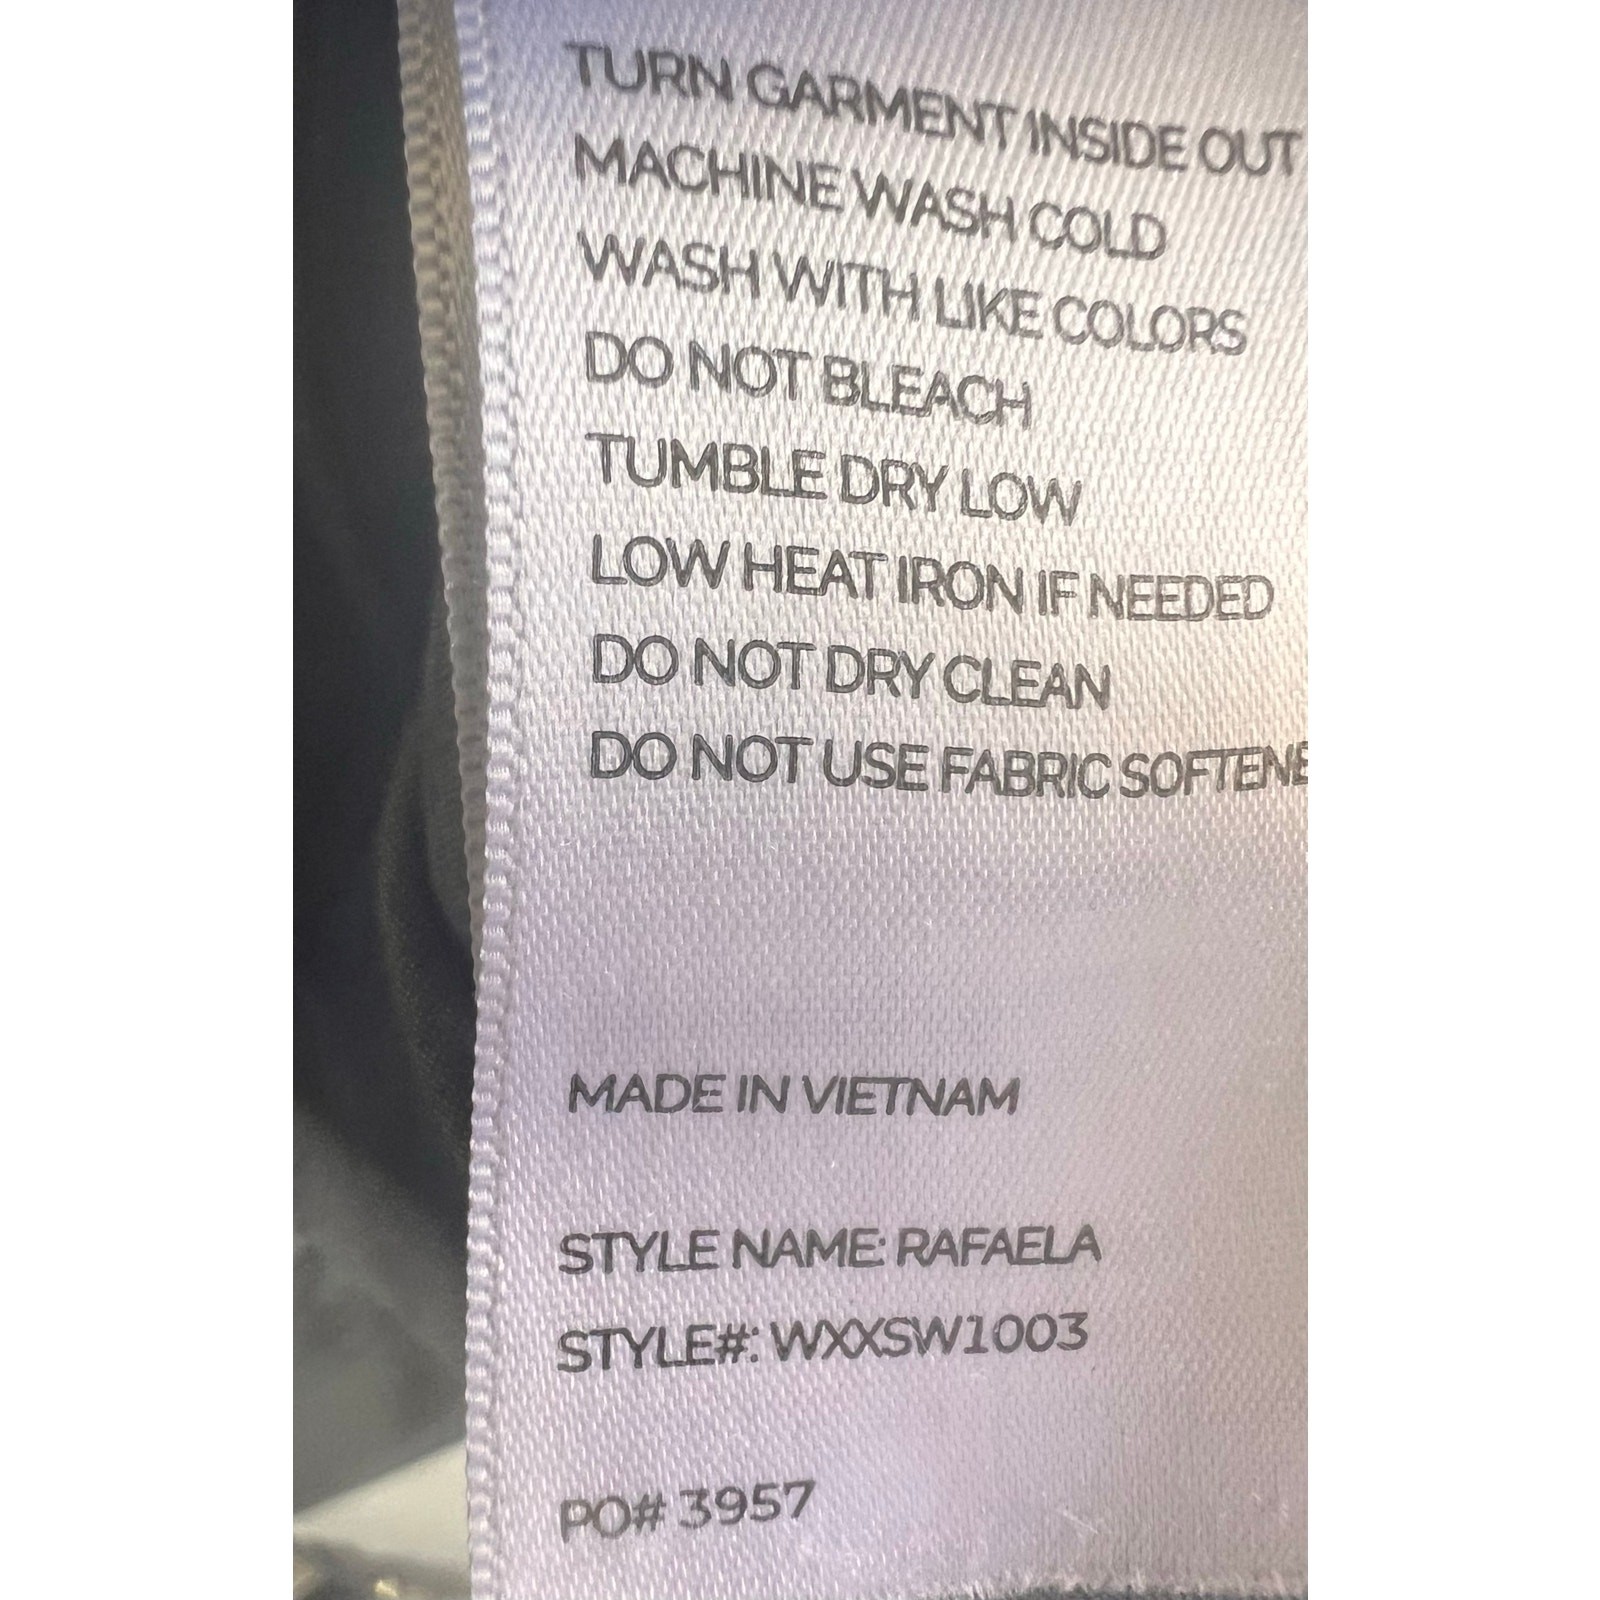 TURN GARMENT INSIDE OUT
MACHINE WASH COLD
WASH WITH LIKE COLORS
DO NOT BLEACH
TUMBLE DRY LOW
LOW HEAT IRON IF NEEDED
DO NOT DRY CLEAN
DO NOT USE FABRIC SOFTENE
MADE IN VIETNAM
STYLE NAME: RAFAELA
STYLE#: WXXSW1003
PO# 3957